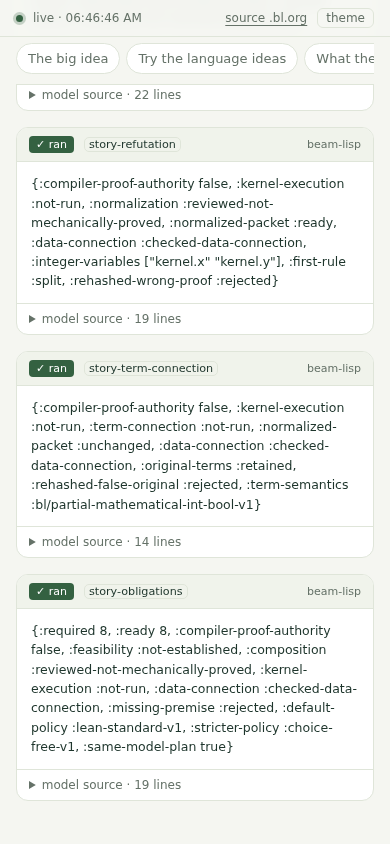 live · 06:46:46 AM
source .bl.org
theme
The big idea
Try the language ideas
What the
▶ model source · 22 lines
✓ ran
story-refutation
beam-lisp
{:compiler-proof-authority false, :kernel-execution
:not-run, :normalization :reviewed-not-
mechanically-proved, :normalized-packet :ready,
:data-connection :checked-data-connection,
:integer-variables ["kernel.x" "kernel.y"], :first-rule
:split, :rehashed-wrong-proof :rejected}
▶ model source · 19 lines
✓ ran
story-term-connection
beam-lisp
{:compiler-proof-authority false, :kernel-execution
:not-run, :term-connection :not-run, :normalized-
packet :unchanged, :data-connection :checked-
data-connection, :original-terms :retained,
:rehashed-false-original :rejected, :term-semantics
:bl/partial-mathematical-int-bool-v1}
▶ model source · 14 lines
✓ ran
story-obligations
beam-lisp
{:required 8, :ready 8, :compiler-proof-authority
false, :feasibility :not-established, :composition
:reviewed-not-mechanically-proved, :kernel-
execution :not-run, :data-connection :checked-data-
connection, :missing-premise :rejected, :default-
policy :lean-standard-v1, :stricter-policy :choice-
free-v1, :same-model-plan true}
▶ model source · 19 lines